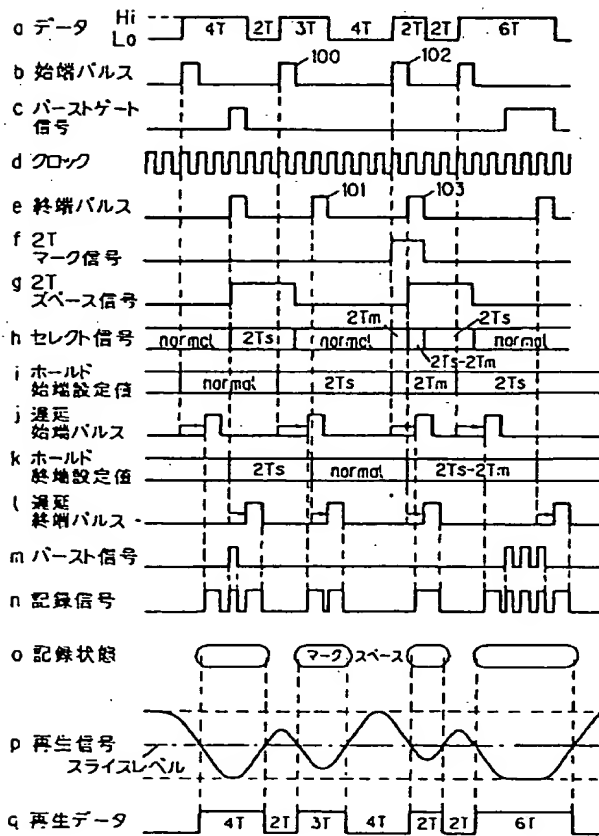 a データ Hi Lo 4T 2T 3T 4T 2T 2T 6T
b 始端パルス 100 102
c バーストゲート
信号
d クロック
e 終端パルス 101 103
f 2T
マーク信号
g 2T
スペース信号
2Tm 2Ts
h セレクト信号 normal 2Ts normal normal
2Ts-2Tm
i ホールド
始端設定値 normal 2Ts 2Tm 2Ts
j 遅延
始端パルス
k ホールド
終端設定値 2Ts normal 2Ts-2Tm
l 遅延
終端パルス
m バースト信号
n 記録信号
o 記録状態 マーク スペース
p 再生信号
スライスレベル
q 再生データ 4T 2T 3T 4T 2T 2T 6T